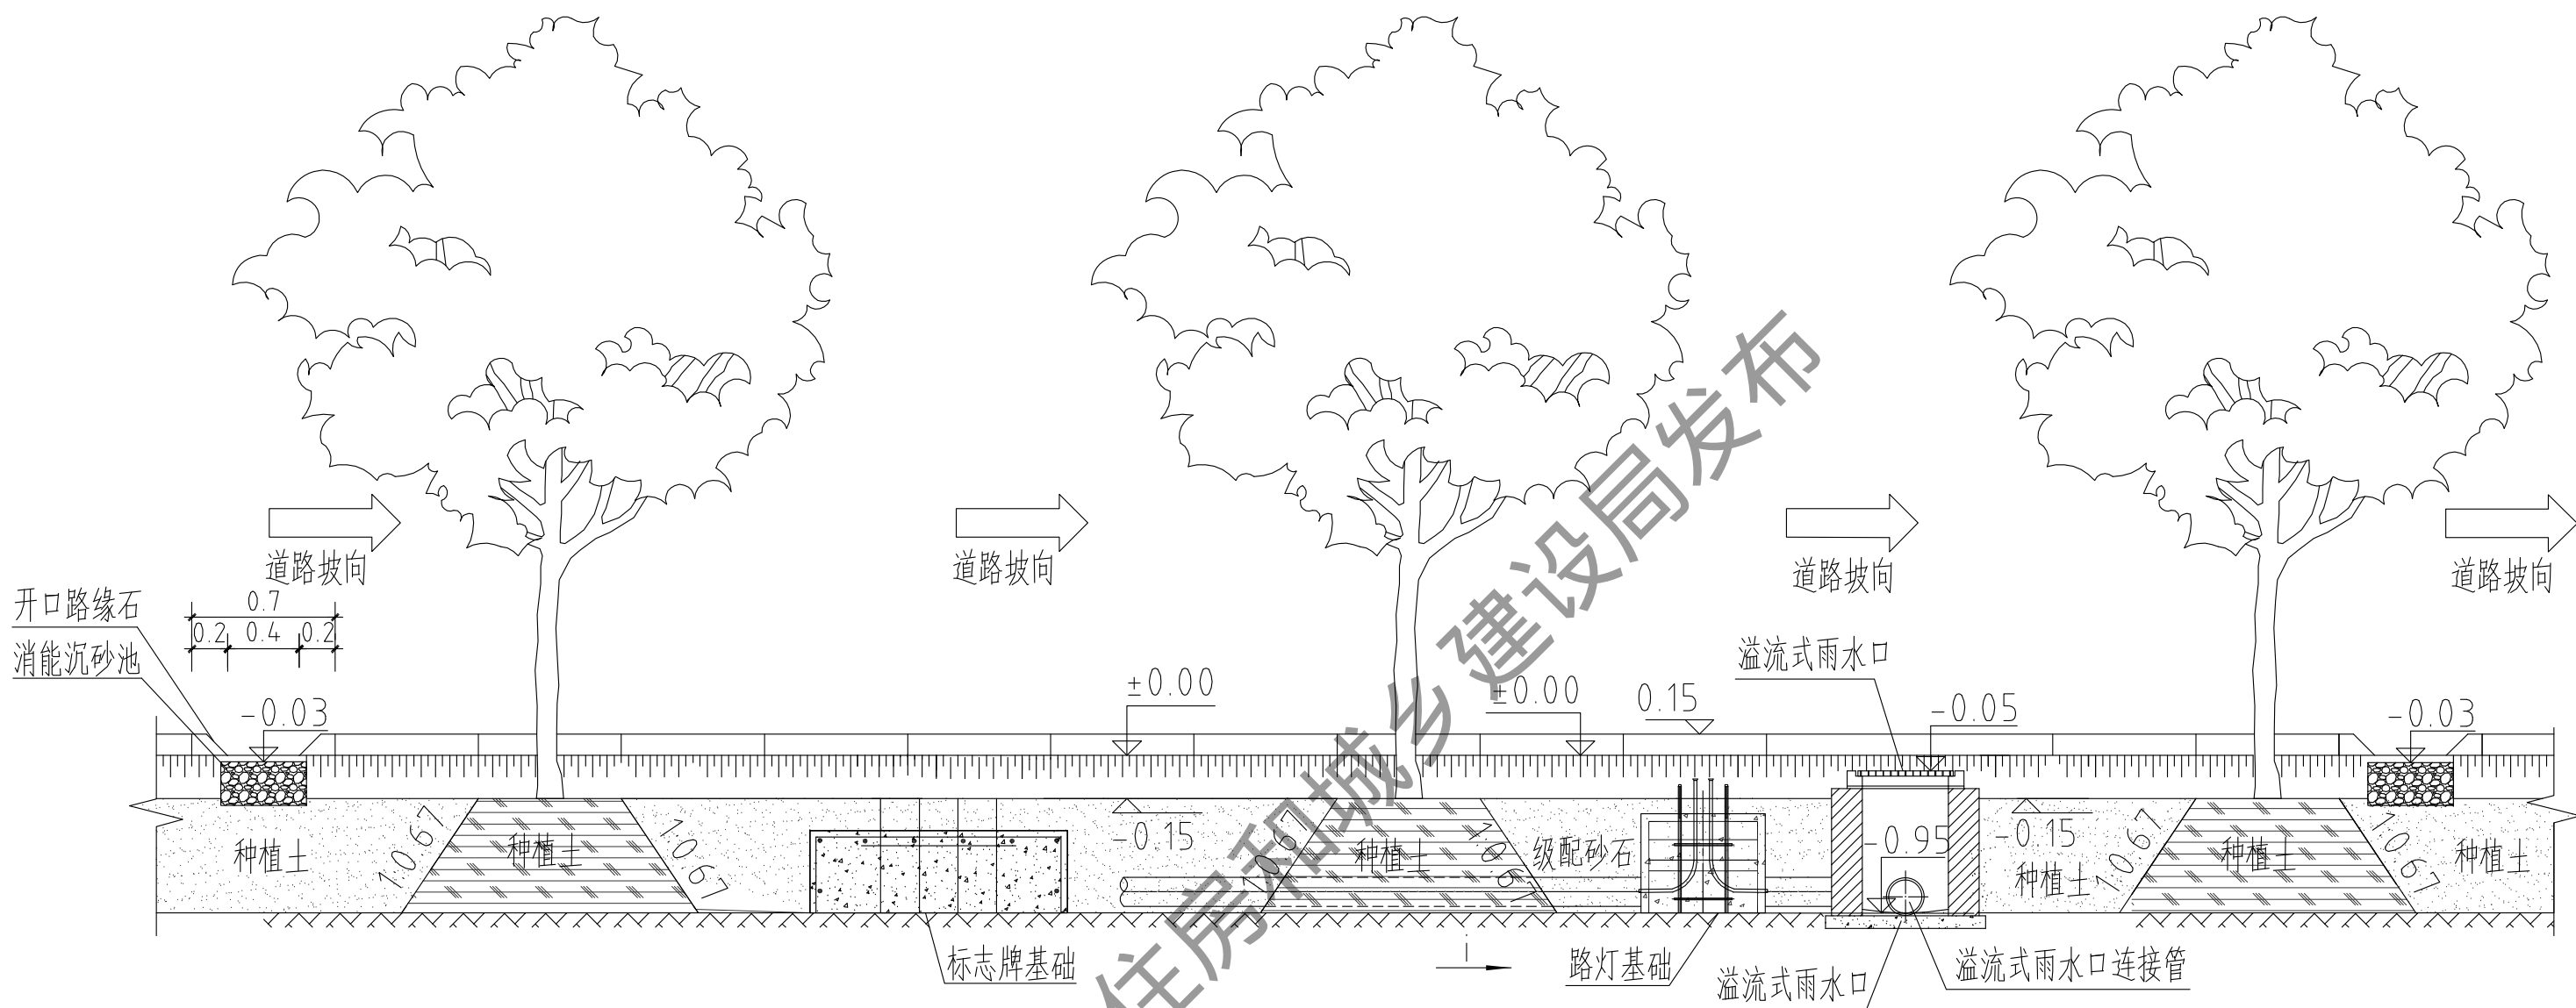 道路坡向
道路坡向
道路坡向
道路坡向
开口路缘石
消能沉砂池
0.7
0.2
0.4
0.2
溢流式雨水口
-0.03
±0.00
±0.00
0.15
-0.05
-0.03
种植土
1:0.67
种植土
1:0.67
-0.15
1:0.67
种植土
1:0.67
级配砂石
-0.95
-0.15
种植土
1:0.67
种植土
1:0.67
种植土
标志牌基础
i
路灯基础
溢流式雨水口
溢流式雨水口连接管
住房和城乡建设局发布